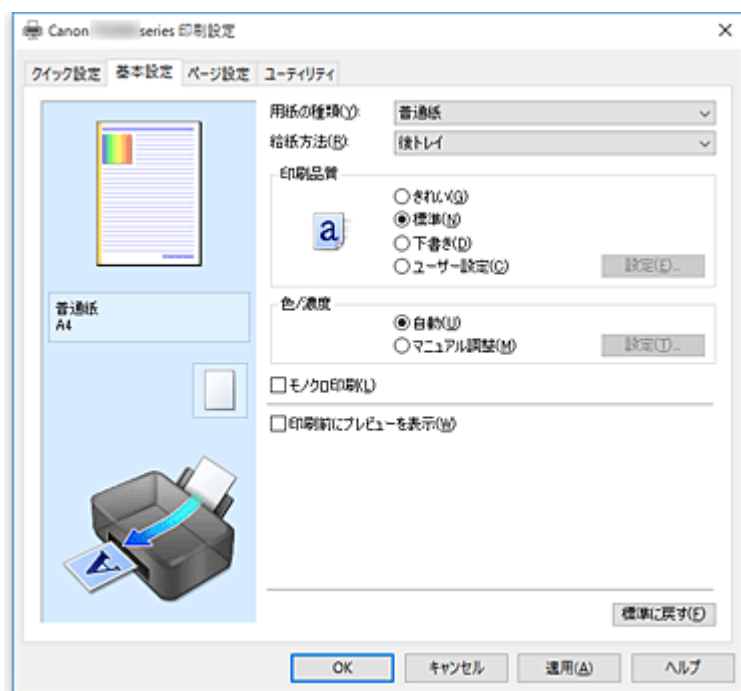 Canon series 印刷設定
クイック設定 基本設定 ページ設定 ユーティリティ
用紙の種類(Y): 普通紙
給紙方法(R): 後トレイ
印刷品質
a
きれい(G)
標準(N)
下書き(D)
ユーザー設定(C) 設定(E)...
色/濃度
自動(U)
マニュアル調整(M) 設定(T)...
普通紙
A4
モノクロ印刷(L)
印刷前にプレビューを表示(W)
A
標準に戻す(F)
OK キャンセル 適用(A) ヘルプ